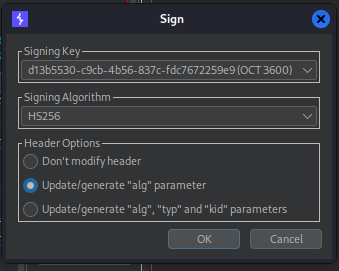 Sign
Signing Key
d13b5530-c9cb-4b56-837c-fdc7672259e9 (OCT 3600)
Signing Algorithm
HS256
Header Options
Don't modify header
Update/generate "alg" parameter
Update/generate "alg", "typ" and "kid" parameters
OK
Cancel